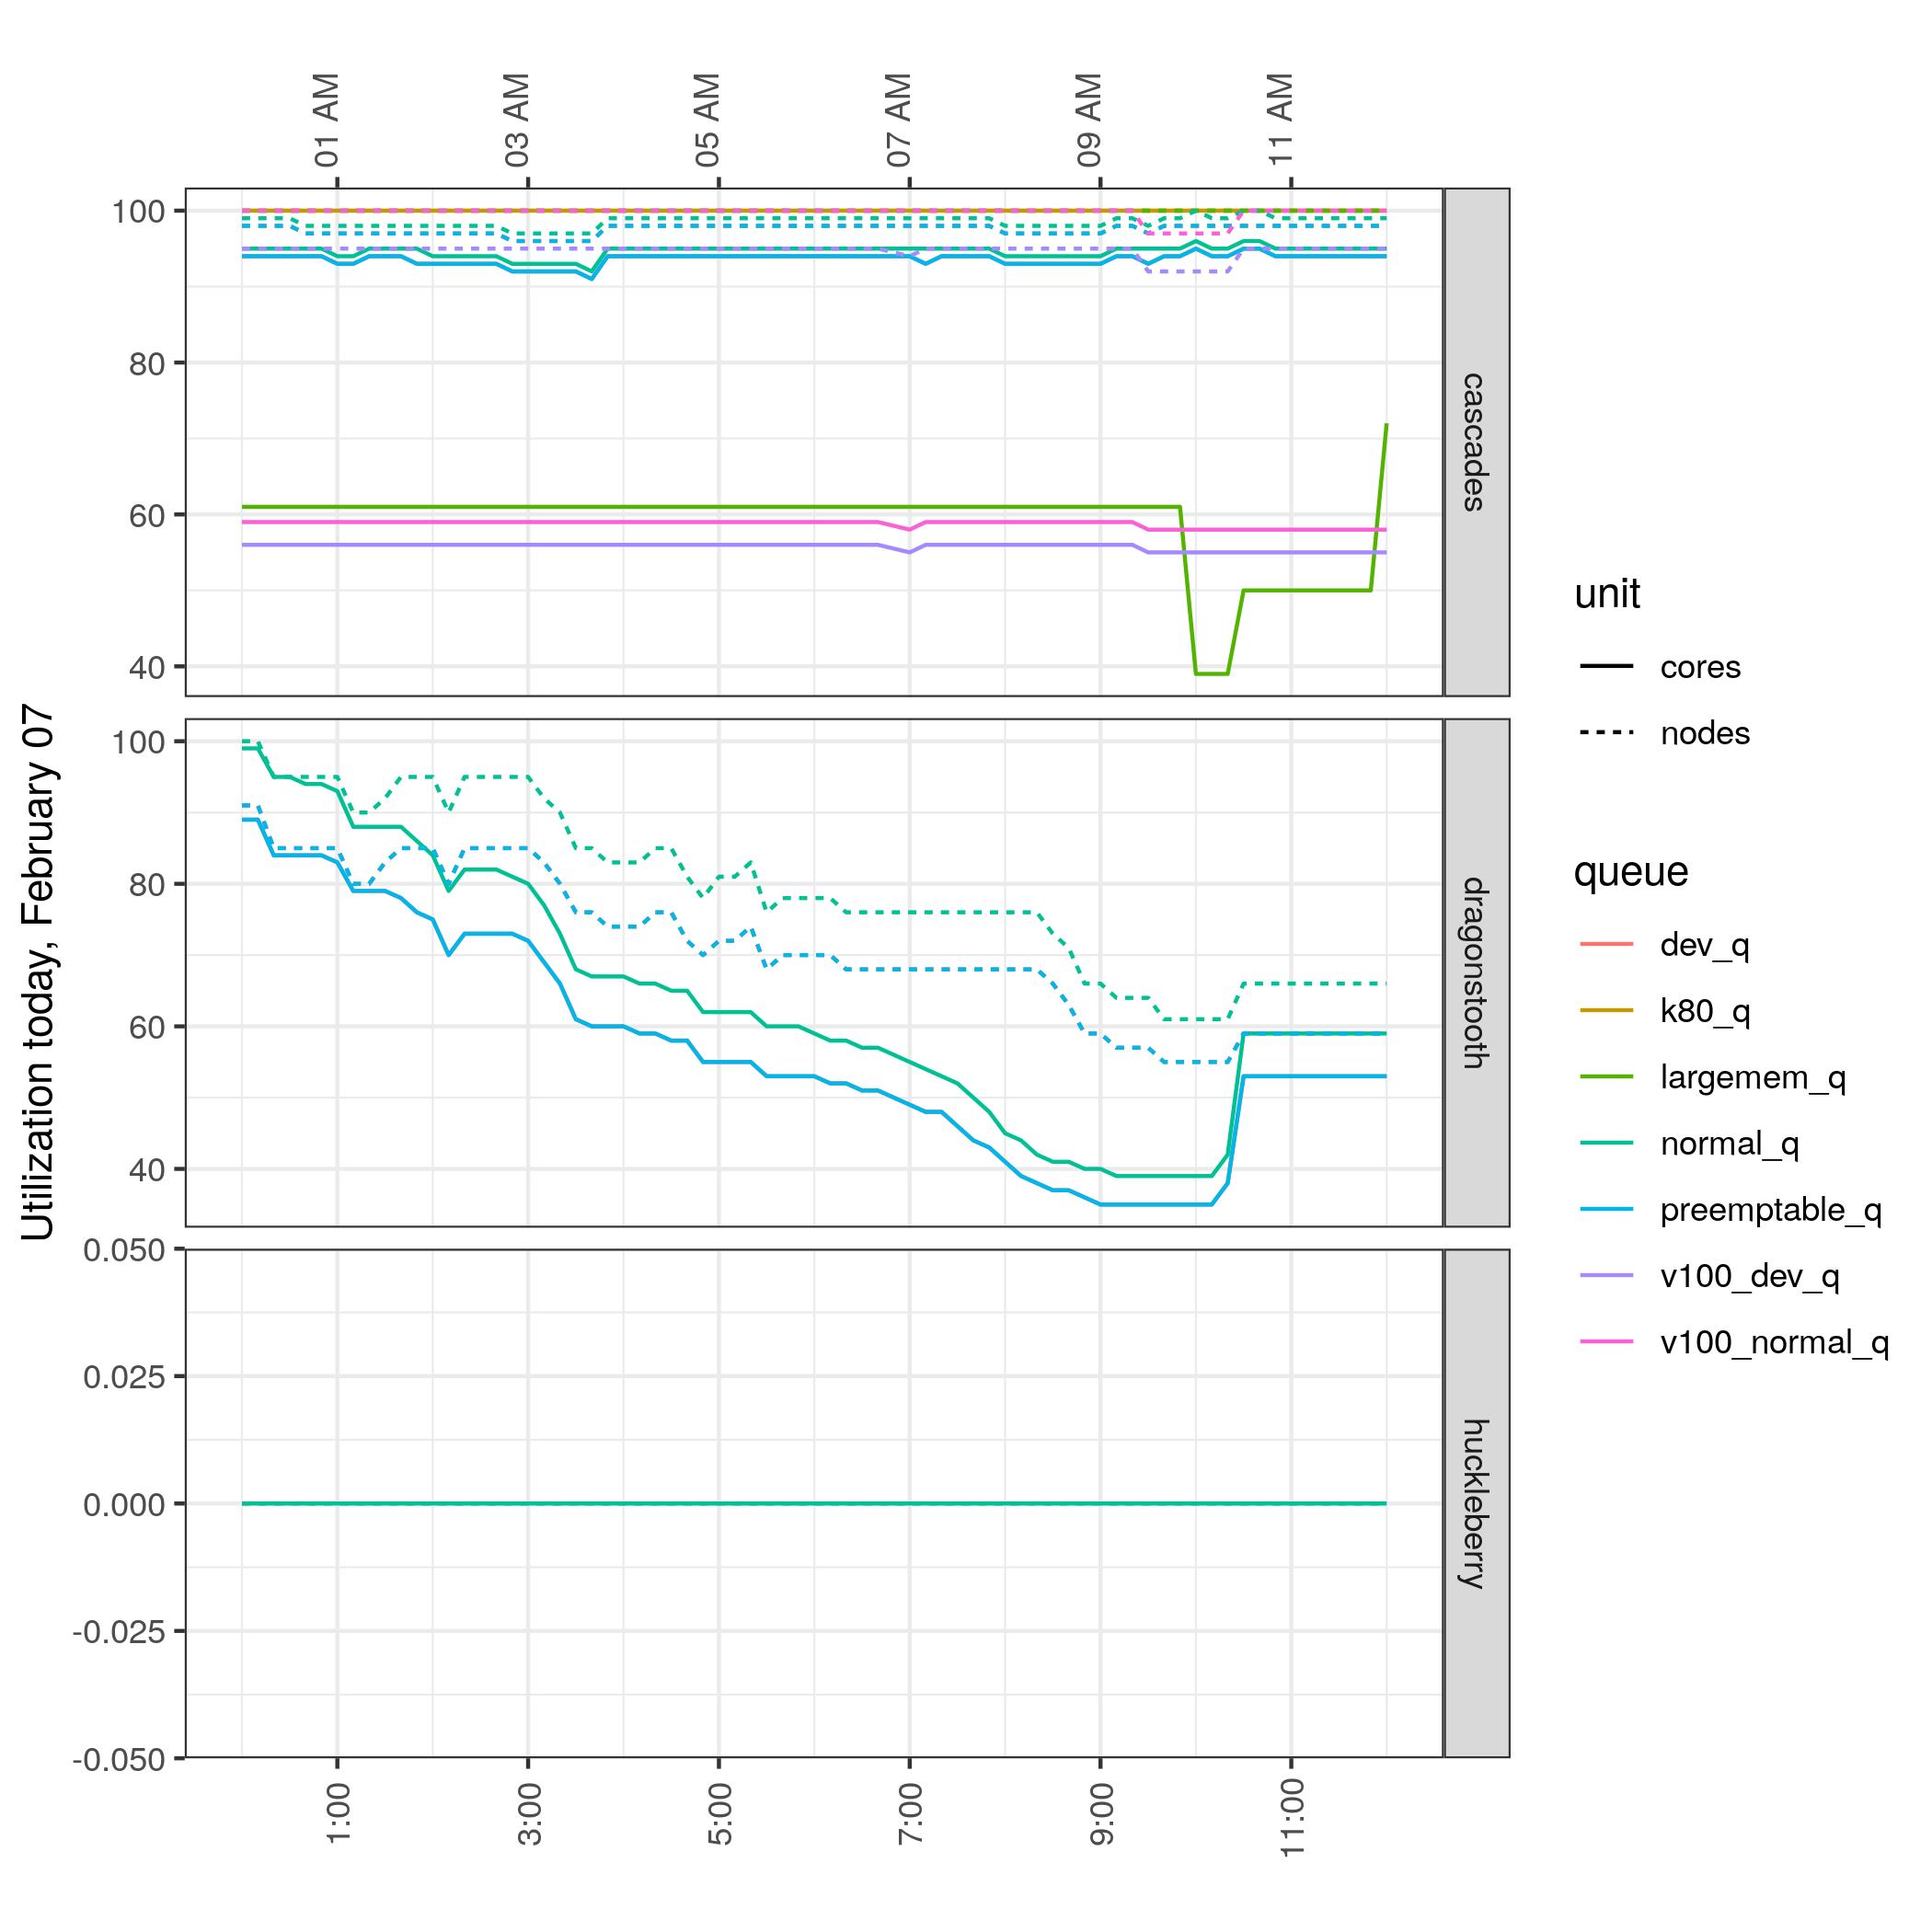 01 AM
03 AM
05 AM
07 AM
09 AM
11 AM
Utilization today, February 07
100
80
60
40
cascades
100
80
60
40
dragonstooth
0.050
0.025
0.000
-0.025
-0.050
huckleberry
1:00
3:00
5:00
7:00
9:00
11:00
unit
cores
nodes
queue
dev_q
k80_q
largemem_q
normal_q
preemptable_q
v100_dev_q
v100_normal_q